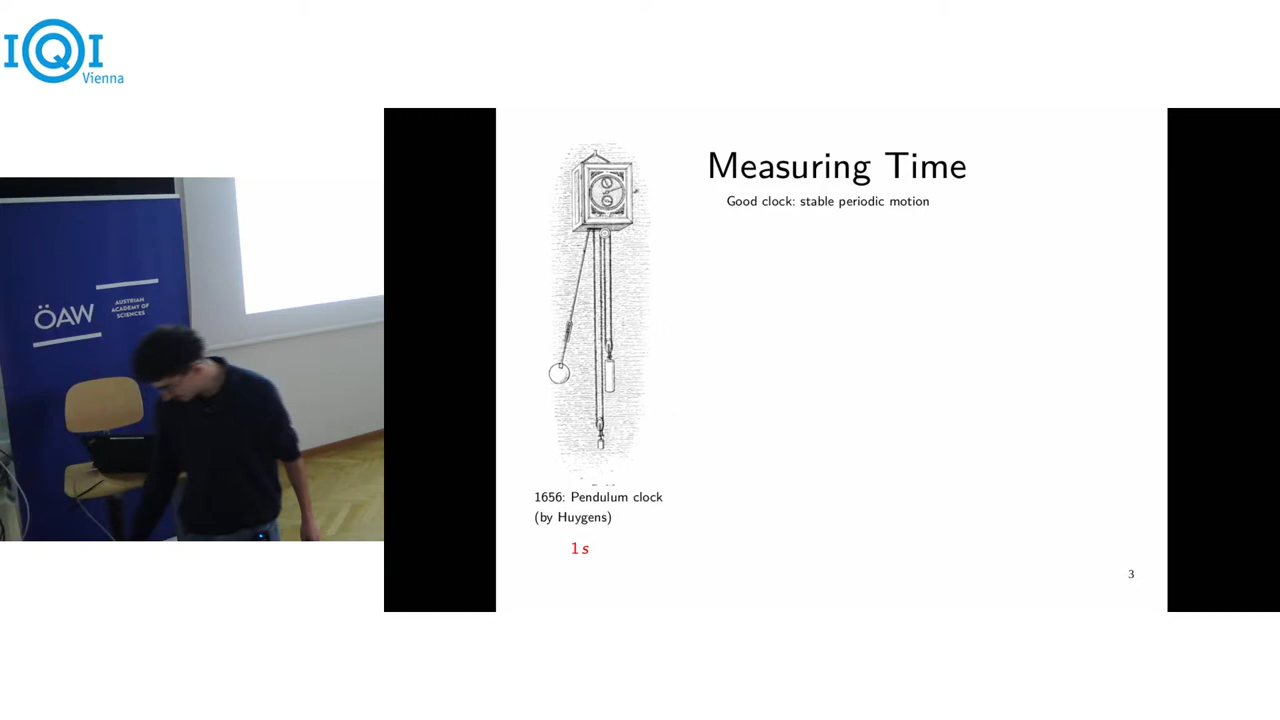 IQI
Vienna
ÖAW
AUSTRIAN
ACADEMY OF
SCIENCES
Measuring Time
Good clock: stable periodic motion
1656: Pendulum clock
(by Huygens)
1 s
3